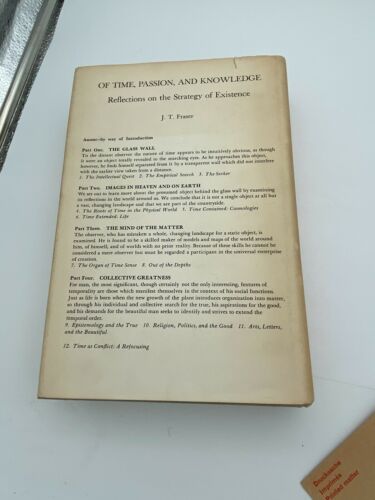 OF TIME, PASSION, AND KNOWLEDGE
Reflections on the Strategy of Existence
J. T. Fraser
Auome—by way of Introduction
Part One. THE GLASS WALL
To the distant observer the nature of time appears to be intuitively obvious, as though
it were an object totally revealed to the searching eyes. As he approaches this object,
however, he finds himself separated from it by a transparent wall which did not interfere
with the earlier view taken from a distance.
1. The Intellectual Quest 2. The Empirical Search 3. The Seeker
Part Two. IMAGES IN HEAVEN AND ON EARTH
We set out to learn more about the presumed object behind the glass wall by examining
its reflections in the world around us. We conclude that it is not a single object at all but
a vast, changing landscape and that we are part of the countryside.
4. The Roots of Time in the Physical World 5. Time Contained: Cosmologies
6. Time Extended: Life
Part Three. THE MIND OF THE MATTER
The observer, who has mistaken a whole, changing landscape for a static object, is
examined. He is found to be a skilled maker of models and maps of the world around
him, of himself, and of worlds with no prior reality. Because of these skills he cannot be
considered a mere observer but must be regarded a participant in the universal enterprise
of creation.
7. The Organ of Time Sense 8. Out of the Depths
Part Four. COLLECTIVE GREATNESS
For man, the most significant, though certainly not the only interesting, features of
temporality are those which manifest themselves in the context of his social functions.
Just as life is born when the new growth of the plant introduces organization into matter,
so through his individual and collective search for the true, his aspirations for the good,
and his demands for the beautiful man seeks to identify and strives to extend the
temporal order.
9. Epistemology and the True 10. Religion, Politics, and the Good 11. Arts, Letters,
and the Beautiful
12. Time as Conflict: A Refocusing
Drucksache
Imprimés
Printed matter